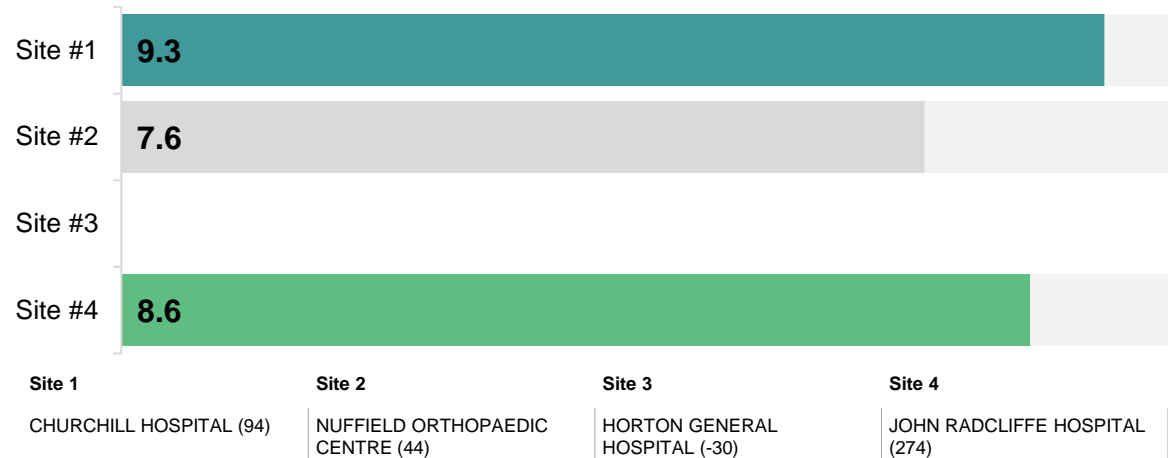 Site #1
9.3
Site #2
7.6
Site #3
Site #4
8.6
Site 1
Site 2
Site 3
Site 4
CHURCHILL HOSPITAL (94)
NUFFIELD ORTHOPAEDIC
CENTRE (44)
HORTON GENERAL
HOSPITAL (-30)
JOHN RADCLIFFE HOSPITAL
(274)